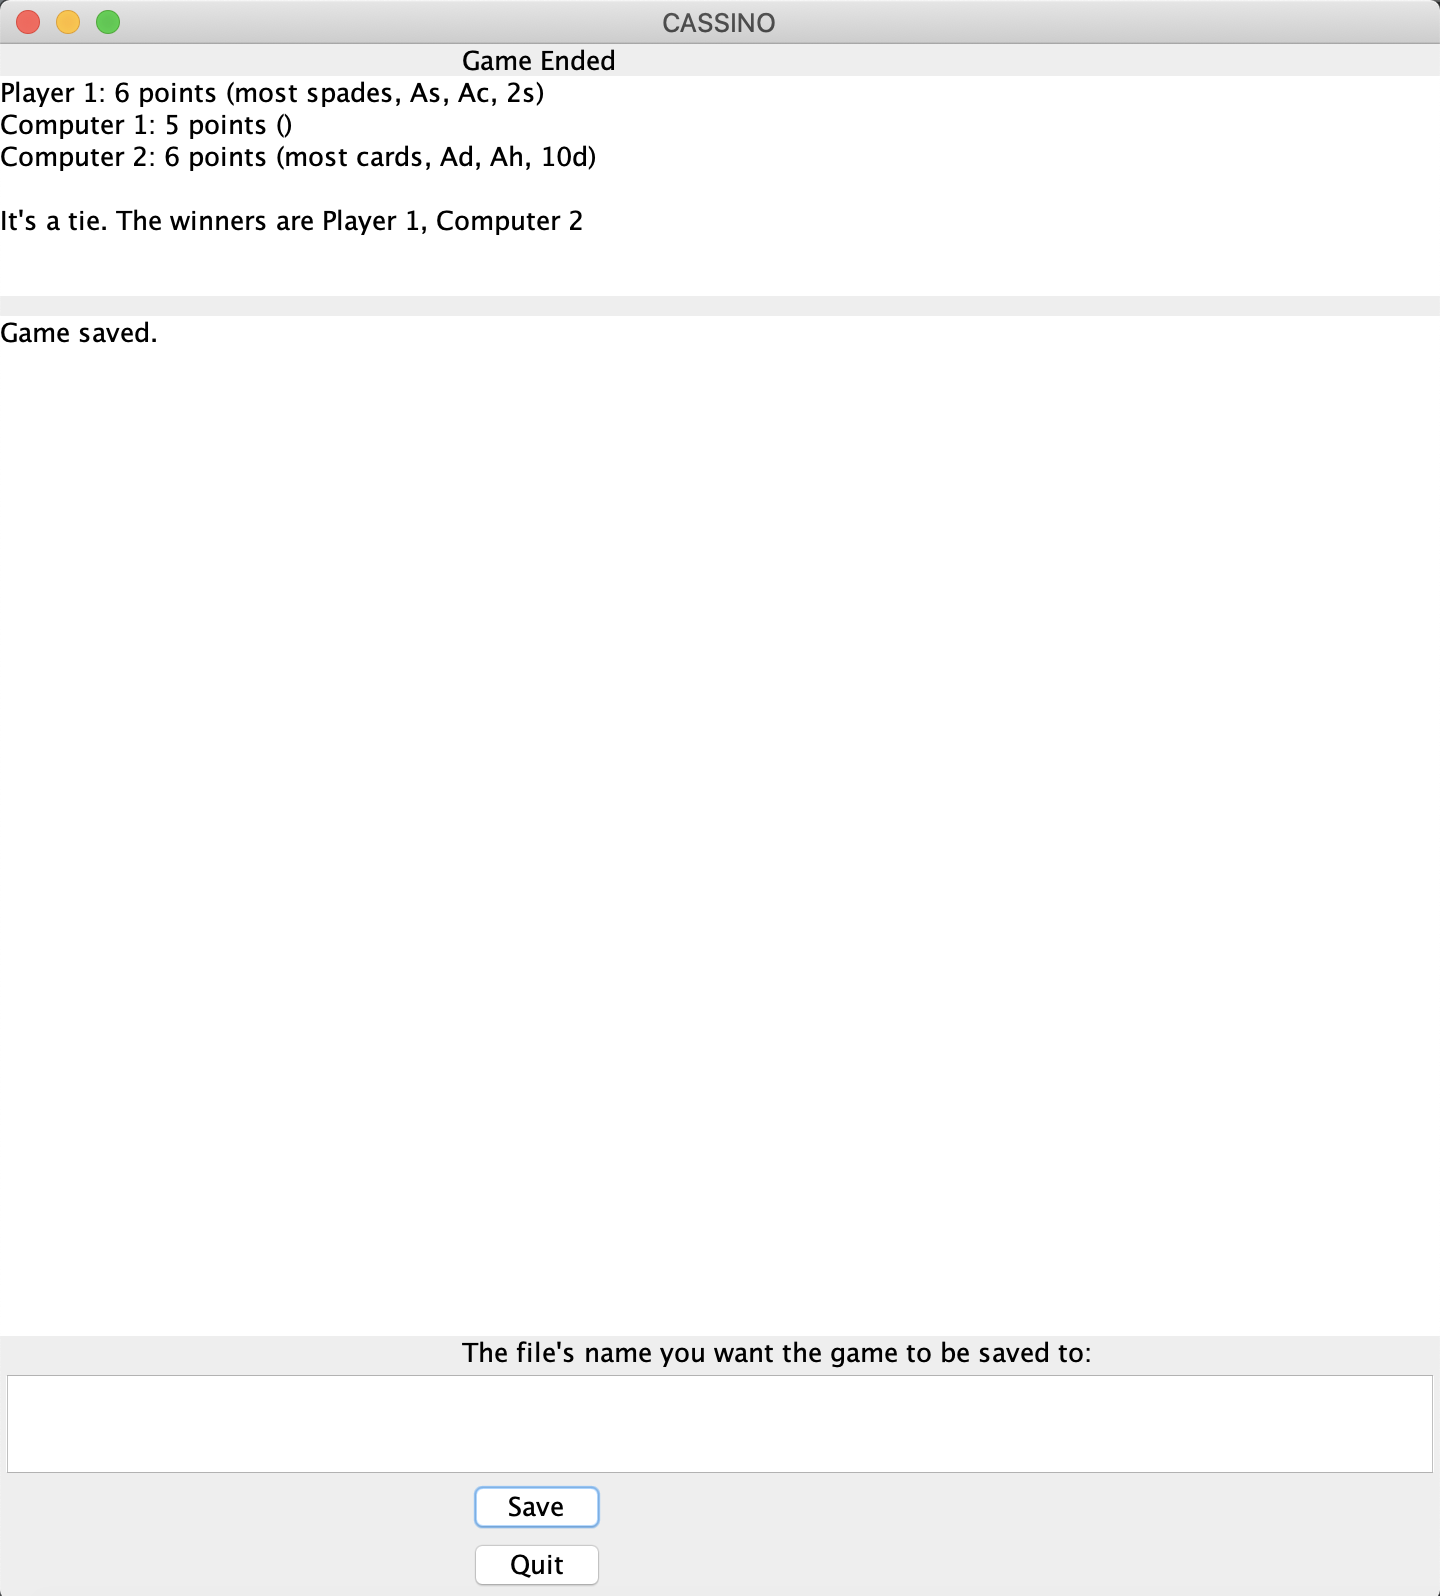 CASSINO
Game Ended
Player 1: 6 points (most spades, As, Ac, 2s)
Computer 1: 5 points ()
Computer 2: 6 points (most cards, Ad, Ah, 10d)
It's a tie. The winners are Player 1, Computer 2
Game saved.
The file's name you want the game to be saved to:
Save
Quit